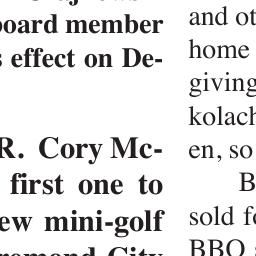 board member
s effect on De-
R. Cory Mc-
first one to
ew mini-golf
City
and ot
home
giving
kolach
en, so
B
sold fo
BBQ